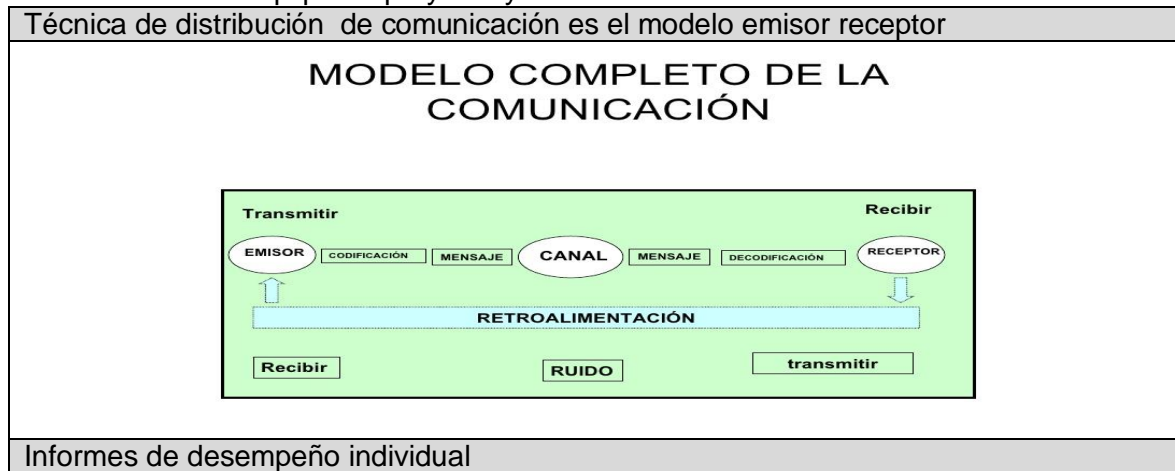 Técnica de distribución de comunicación es el modelo emisor receptor
MODELO COMPLETO DE LA
COMUNICACIÓN
Transmitir Recibir
EMISOR CODIFICACIÓN MENSAJE CANAL MENSAJE DECODIFICACIÓN RECEPTOR
RETROALIMENTACIÓN
Recibir RUIDO transmitir
Informes de desempeño individual